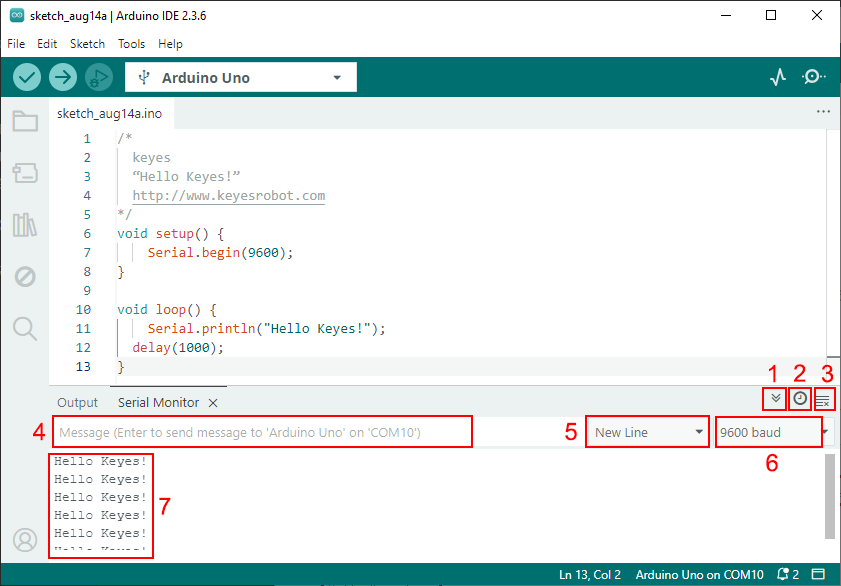 sketch_aug14a | Arduino IDE 2.3.6
File Edit Sketch Tools Help
Arduino Uno
sketch_aug14a.ino
1 /*
2 keyes
3 “Hello Keyes!”
4 http://www.keyesrobot.com
5 */
6 void setup() {
7 Serial.begin(9600);
8 }
9
10 void loop() {
11 Serial.println("Hello Keyes!");
12 delay(1000);
13 }
1 2 3
Output Serial Monitor
4 Message (Enter to send message to 'Arduino Uno' on 'COM10') 5 New Line 9600 baud
6
Hello Keyes!
Hello Keyes!
Hello Keyes!
7
Hello Keyes!
Hello Keyes!
Hello Keyes!
Ln 13, Col 2 Arduino Uno on COM10 2